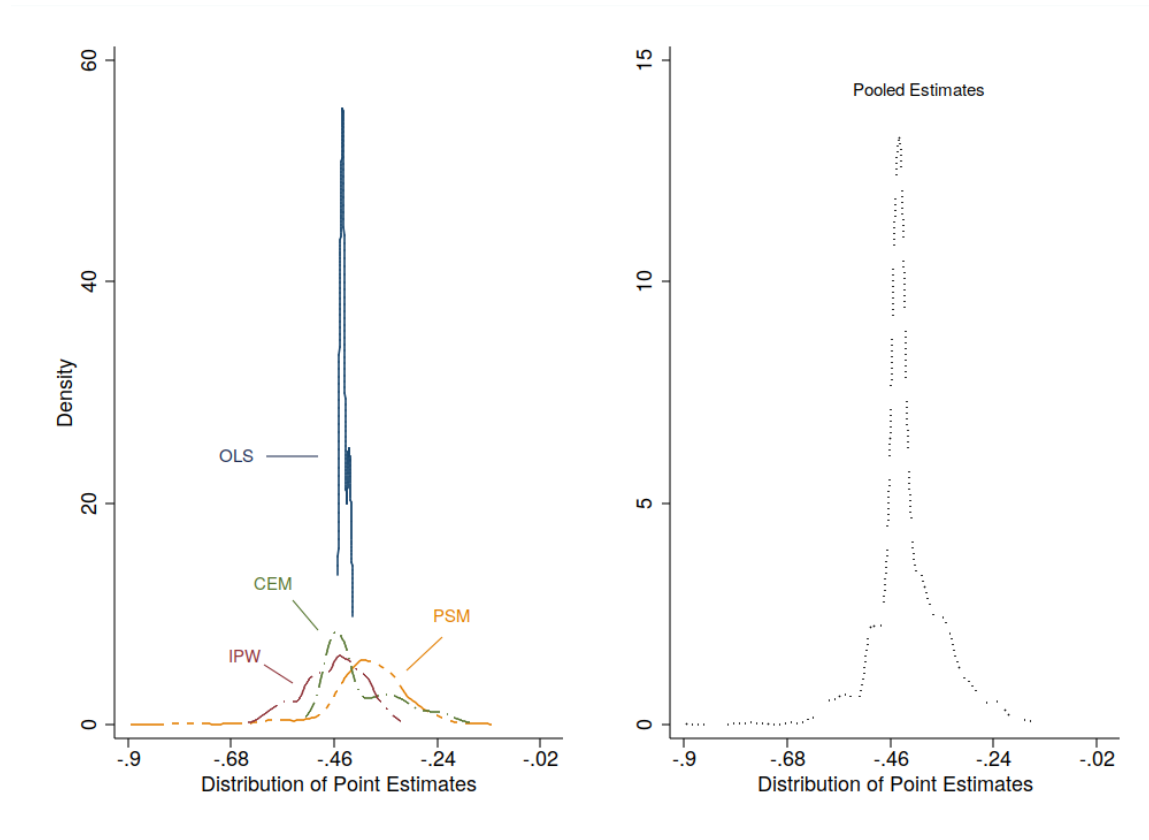 60
40
20
0
Density
OLS
CEM
PSM
IPW
-.9
-.68
-.46
-.24
-.02
Distribution of Point Estimates
15
10
5
0
Pooled Estimates
-.9
-.68
-.46
-.24
-.02
Distribution of Point Estimates